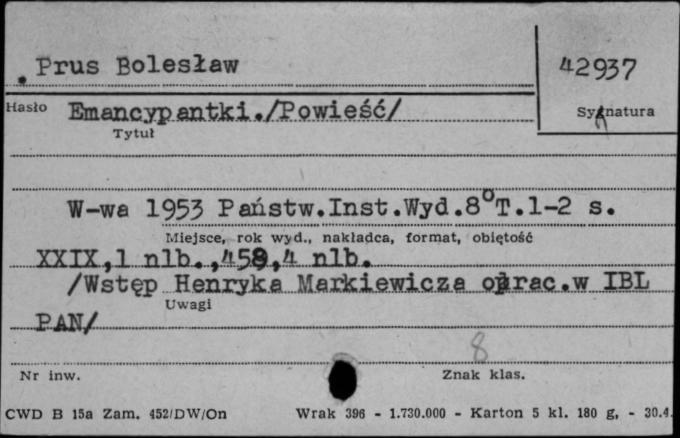 Prus Bolesław
42937
Hasło
Emancypantki./Powieść/
Sygnatura
Tytuł
W-wa 1953 Państw.Inst.Wyd.8°T.1-2 s.
Miejsce, rok wyd., nakładca, format, objętość
XXIX,1 nlb.,458,4 nlb.
/Wstęp Henryka Markiewicza oprac.w IBL
Uwagi
PAN/
8
Nr inw.
Znak klas.
CWD B 15a Zam. 452/DW/On Wrak 396 - 1.730.000 - Karton 5 kl. 180 g, - 30.4.